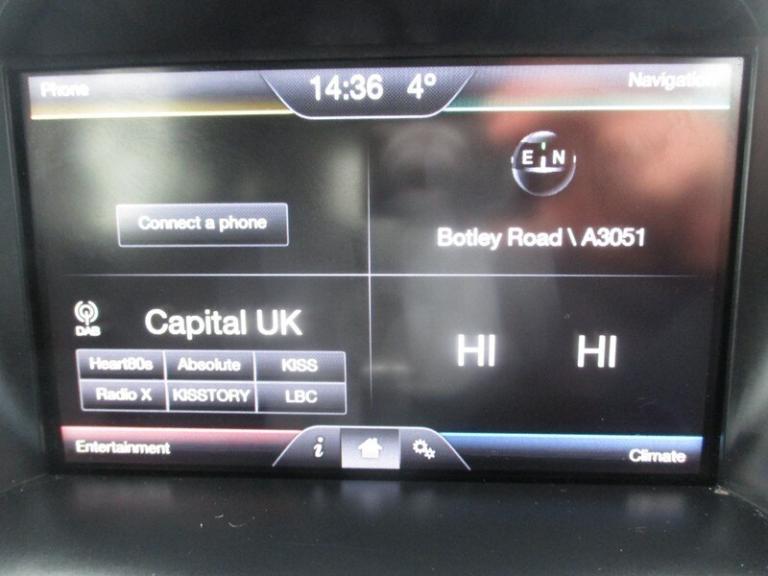 Phone 14:36 4° Navigation
E N
Connect a phone
Botley Road \ A3051
DAB Capital UK
HI HI
Heart80s Absolute KISS
Radio X KISSTORY LBC
Entertainment i Climate